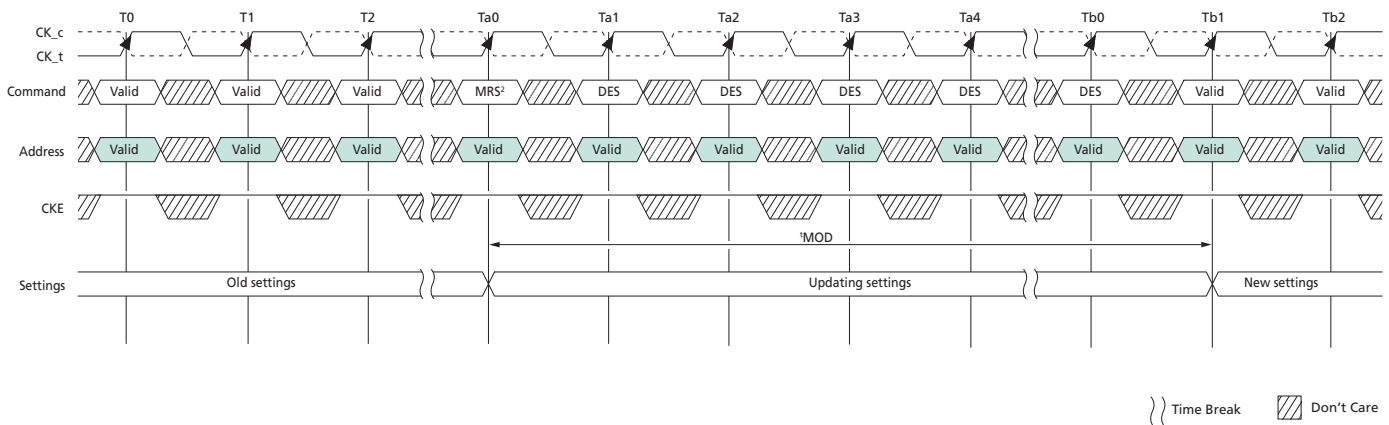 T0 T1 T2 Ta0 Ta1 Ta2 Ta3 Ta4 Tb0 Tb1 Tb2
CK_c
CK_t
Command Valid Valid Valid MRS² DES DES DES DES DES Valid Valid
Address Valid Valid Valid Valid Valid Valid Valid Valid Valid Valid Valid
CKE
ᵗMOD
Settings Old settings Updating settings New settings
Time Break Don't Care